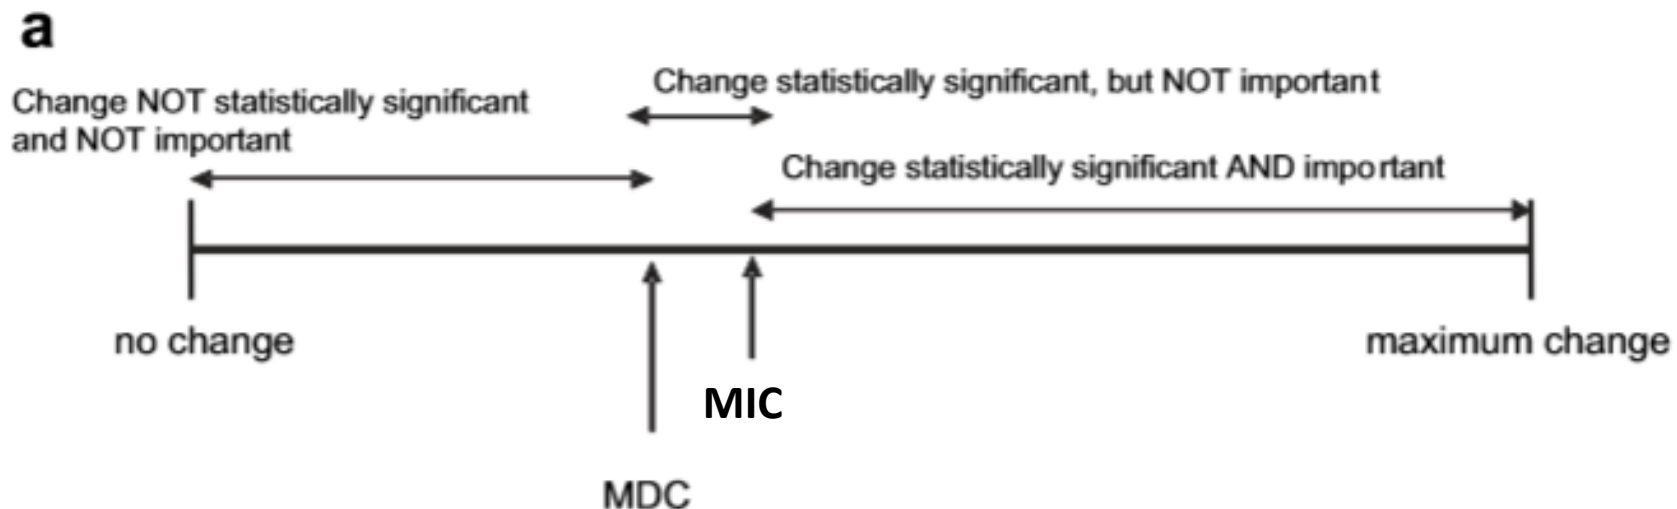 a
Change NOT statistically significant
and NOT important
Change statistically significant, but NOT important
Change statistically significant AND important
no change
maximum change
MIC
MDC